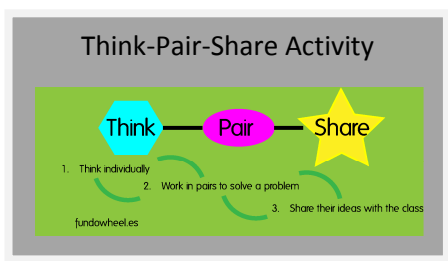 Think-Pair-Share Activity
Think Pair Share
1. Think individually
2. Work in pairs to solve a problem
3. Share their ideas with the class
fundowheel.es